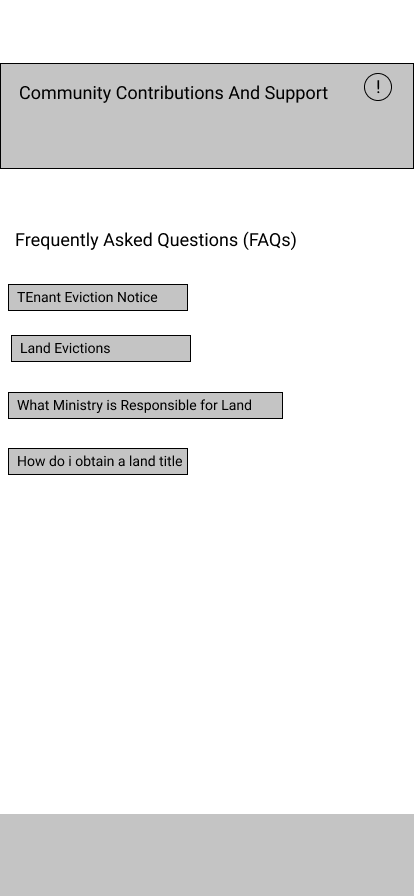 Community Contributions And Support
!
Frequently Asked Questions (FAQs)
TEnant Eviction Notice
Land Evictions
What Ministry is Responsible for Land
How do i obtain a land title